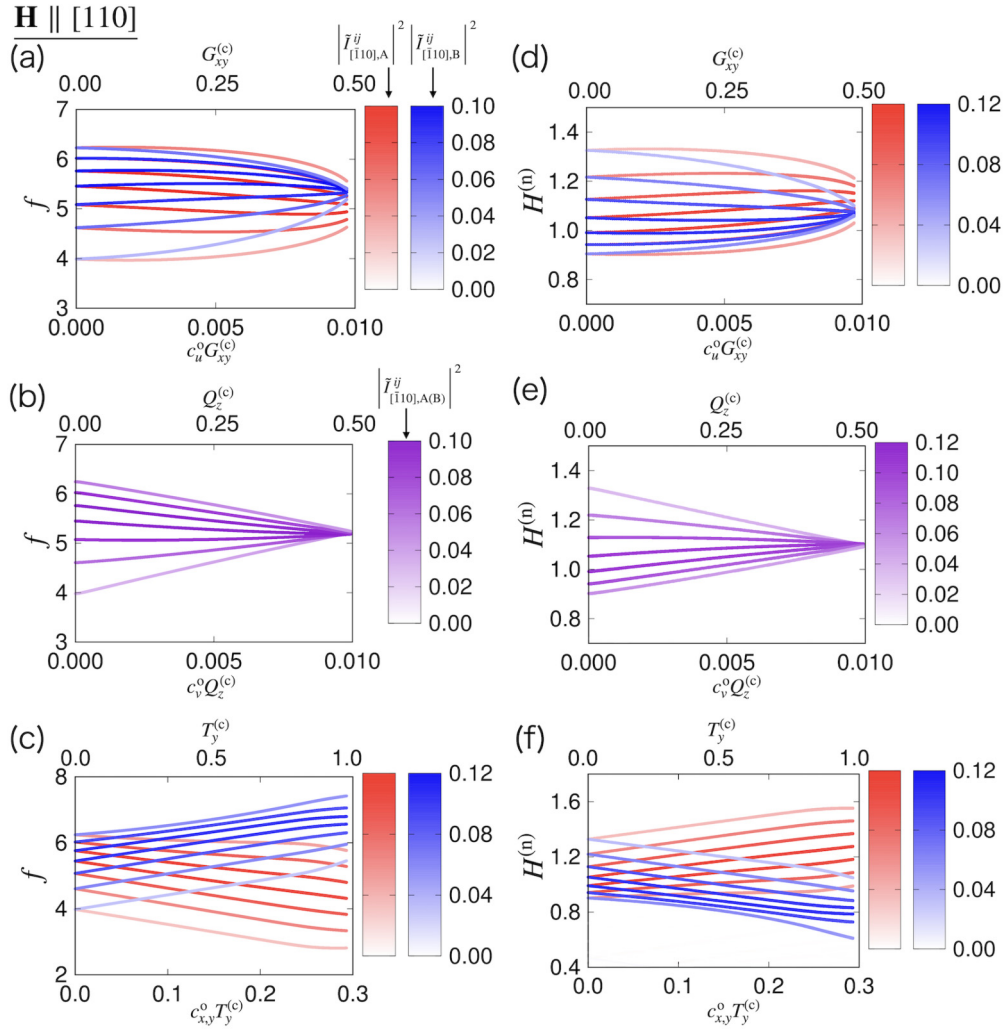 H ∥ [110]
(a)
G_{xy}^{(c)}
|Ĩ^{ij}_{[ī10],A}|² |Ĩ^{ij}_{[ī10],B}|²
0.00 0.25 0.50
7
6
5
4
3
f
0.10
0.08
0.06
0.04
0.02
0.00
0.000 0.005 0.010
c_u^o G_{xy}^{(c)}
(d)
G_{xy}^{(c)}
0.00 0.25 0.50
1.4
1.2
1.0
0.8
H^{(n)}
0.12
0.08
0.04
0.00
0.000 0.005 0.010
c_u^o G_{xy}^{(c)}
(b)
Q_z^{(c)}
|Ĩ^{ij}_{[ī10],A(B)}|²
0.00 0.25 0.50
7
6
5
4
3
f
0.10
0.08
0.06
0.04
0.02
0.00
0.000 0.005 0.010
c_v^o Q_z^{(c)}
(e)
Q_z^{(c)}
0.00 0.25 0.50
1.4
1.2
1.0
0.8
H^{(n)}
0.12
0.10
0.08
0.06
0.04
0.02
0.00
0.000 0.005 0.010
c_v^o Q_z^{(c)}
(c)
T_y^{(c)}
0.0 0.5 1.0
8
6
4
2
f
0.12
0.08
0.04
0.00
0.0 0.1 0.2 0.3
c_{x,y}^o T_y^{(c)}
(f)
T_y^{(c)}
0.0 0.5 1.0
1.6
1.2
0.8
0.4
H^{(n)}
0.12
0.08
0.04
0.00
0.0 0.1 0.2 0.3
c_{x,y}^o T_y^{(c)}